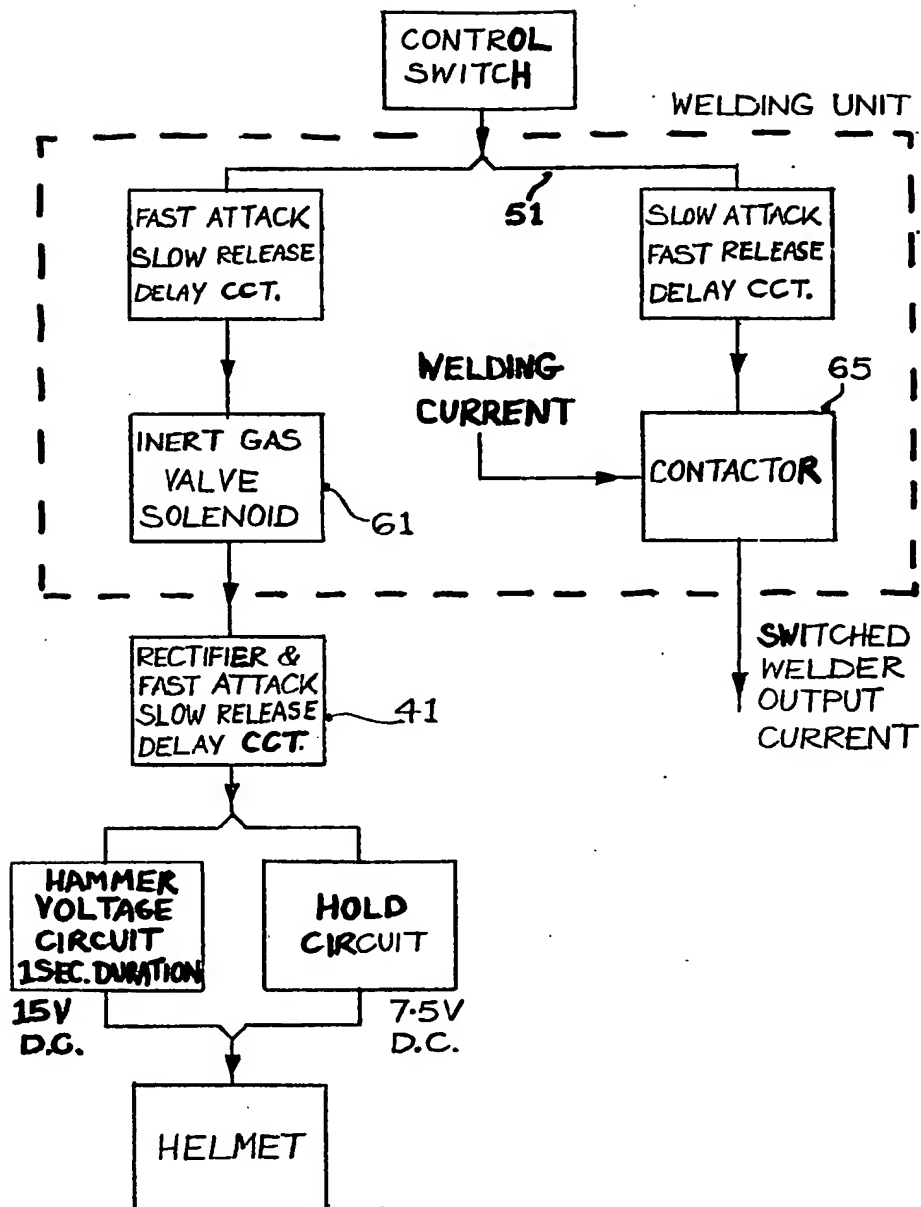 CONTROL
SWITCH
WELDING UNIT
51
FAST ATTACK
SLOW RELEASE
DELAY CCT.
SLOW ATTACK
FAST RELEASE
DELAY CCT.
WELDING
CURRENT
65
INERT GAS
VALVE
SOLENOID
61
CONTACTOR
RECTIFIER &
FAST ATTACK
SLOW RELEASE
DELAY CCT.
41
SWITCHED
WELDER
OUTPUT
CURRENT
HAMMER
VOLTAGE
CIRCUIT
1SEC. DURATION
HOLD
CIRCUIT
15V
D.C.
7.5V
D.C.
HELMET